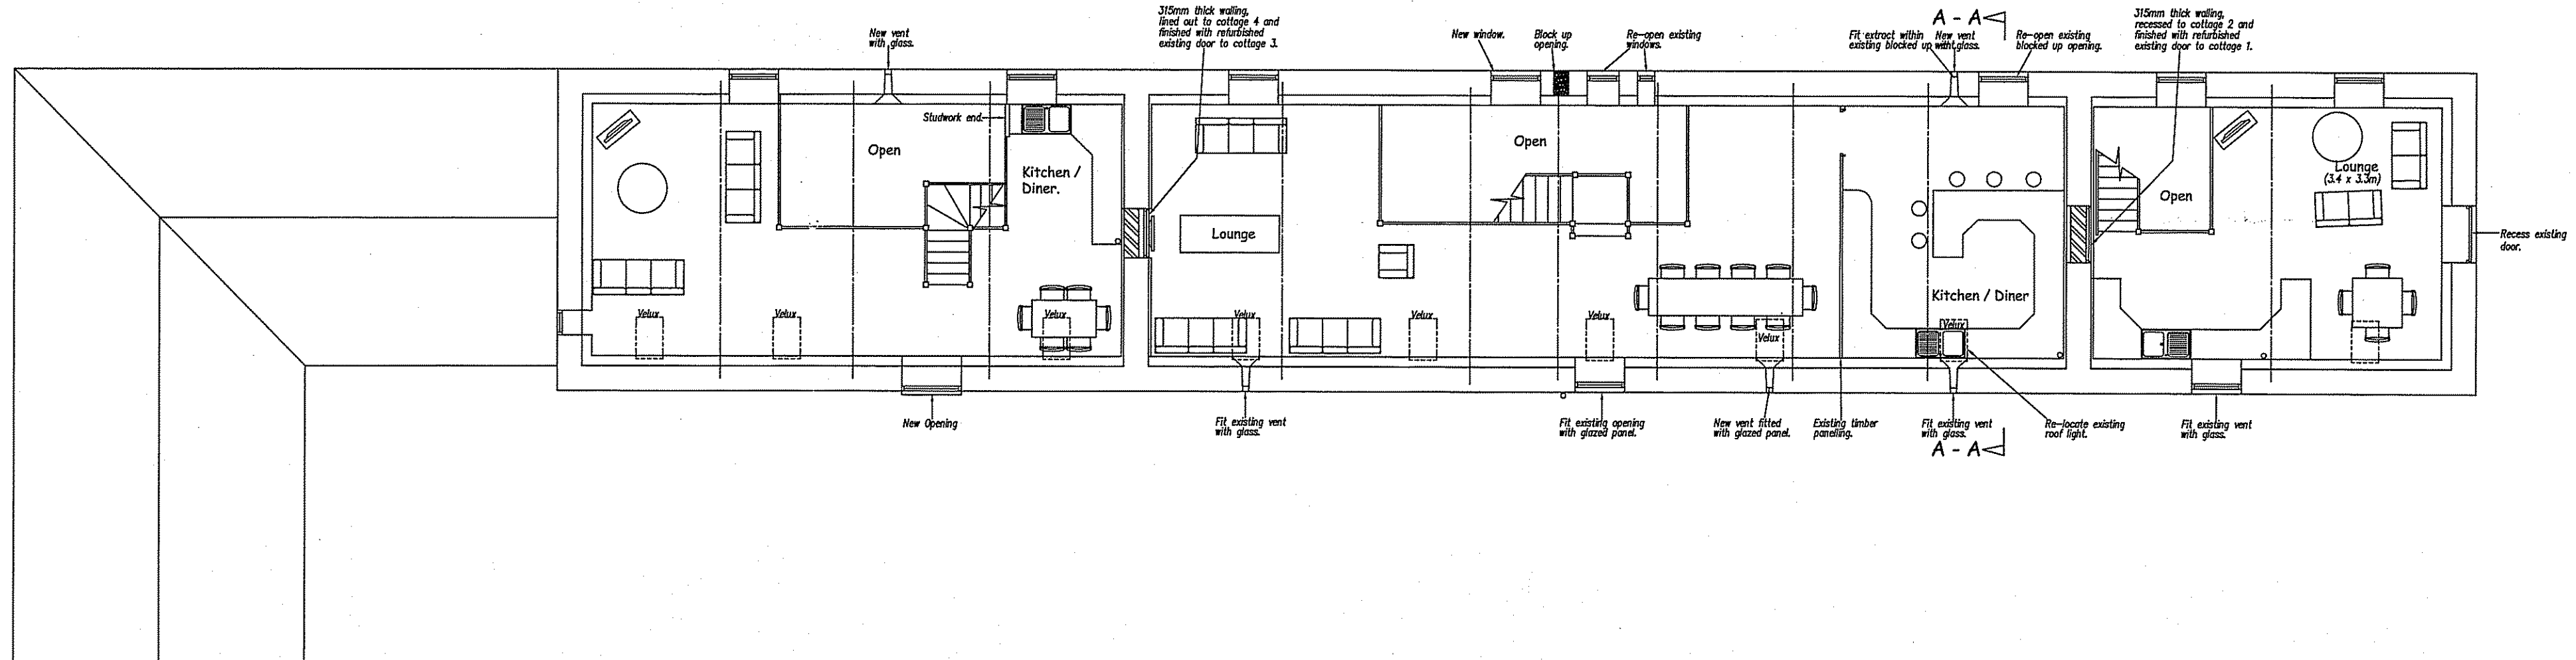 315mm thick walling,
lined out to cottage 4 and
finished with refurbished
existing door to cottage 3.
New vent
with glass.
New window.
Block up
opening.
Re-open existing
windows.
A - A
Fit extract within
existing blocked up
New vent
with glass.
Re-open existing
blocked up opening.
315mm thick walling,
recessed to cottage 2 and
finished with refurbished
existing door to cottage 1.
Studwork end.
Open
Kitchen /
Diner.
Open
Open
Lounge
(3.4 x 3.3m)
Lounge
Recess existing
door.
Kitchen / Diner
Velux
Velux
Velux
Velux
Velux
Velux
Velux
Velux
New Opening
Fit existing vent
with glass.
Fit existing opening
with glazed panel.
New vent fitted
with glazed panel.
Existing timber
panelling.
Fit existing vent
with glass.
A - A
Re-locate existing
roof light.
Fit existing vent
with glass.